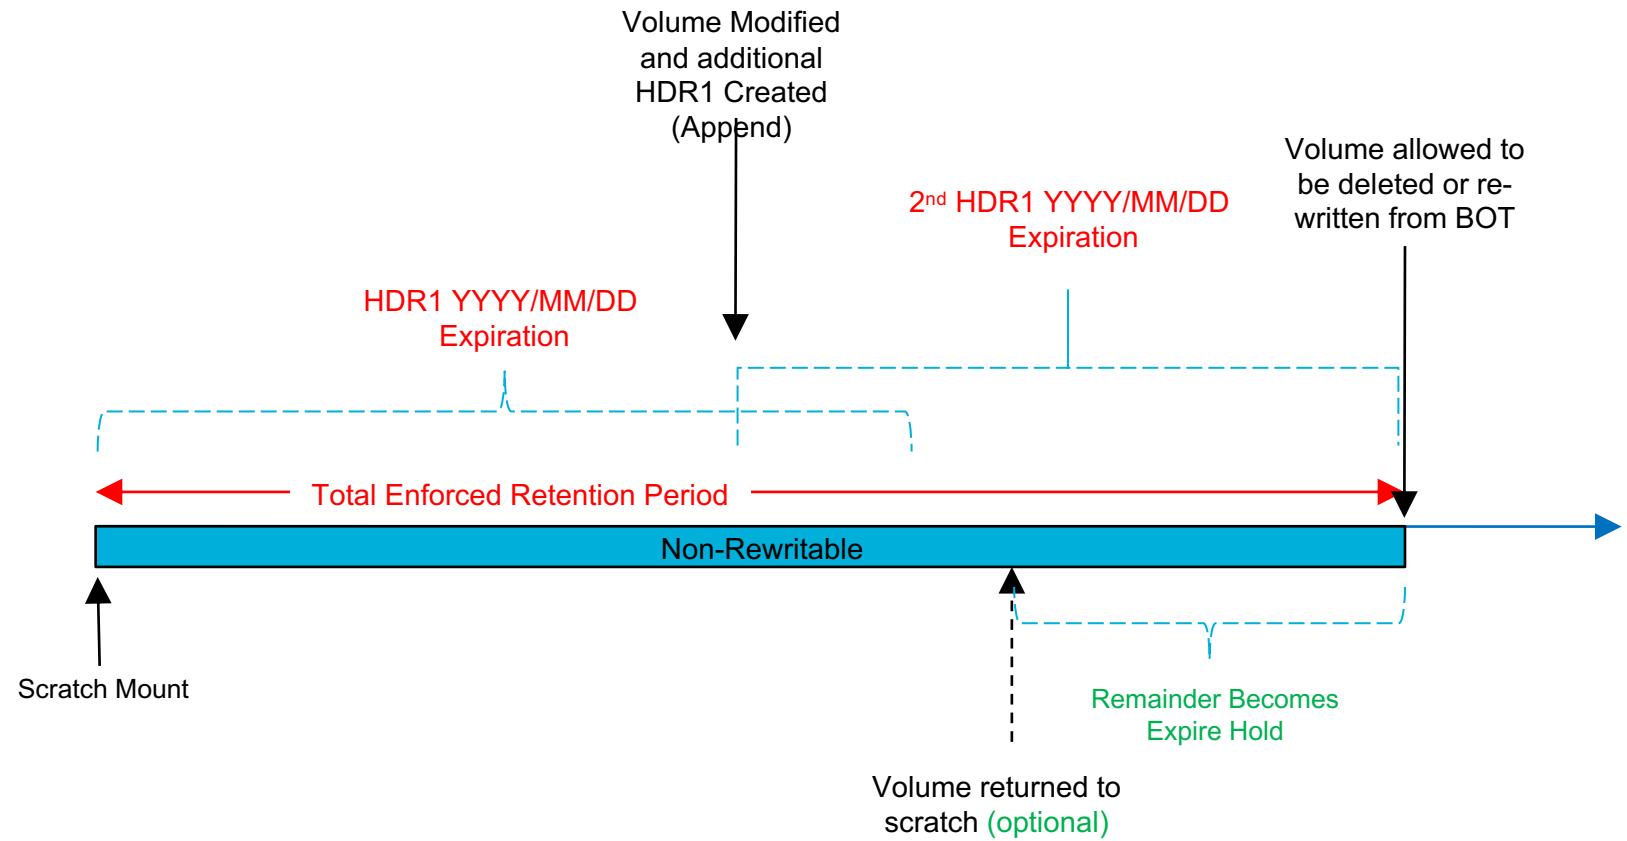 Volume Modified
and additional
HDR1 Created
(Append)
Volume allowed to
be deleted or re-
written from BOT
2nd HDR1 YYYY/MM/DD
Expiration
HDR1 YYYY/MM/DD
Expiration
Total Enforced Retention Period
Non-Rewritable
Scratch Mount
Remainder Becomes
Expire Hold
Volume returned to
scratch (optional)